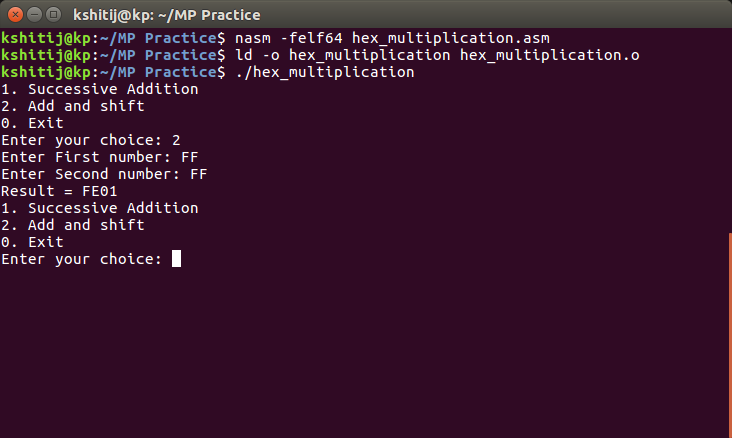 kshitij@kp: ~/MP Practice
kshitij@kp:~/MP Practice$ nasm -felf64 hex_multiplication.asm
kshitij@kp:~/MP Practice$ ld -o hex_multiplication hex_multiplication.o
kshitij@kp:~/MP Practice$ ./hex_multiplication
1. Successive Addition
2. Add and shift
0. Exit
Enter your choice: 2
Enter First number: FF
Enter Second number: FF
Result = FE01
1. Successive Addition
2. Add and shift
0. Exit
Enter your choice: